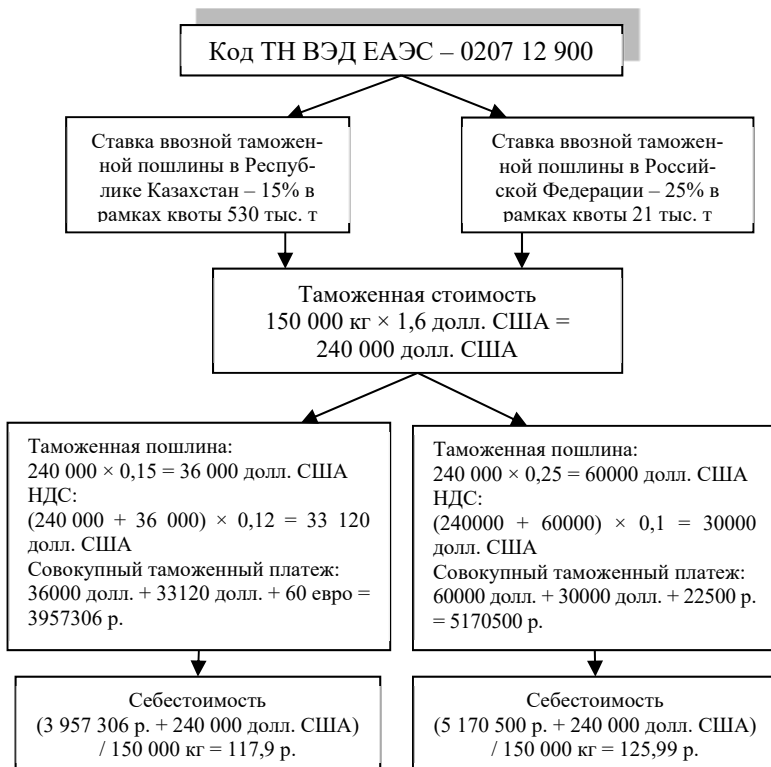 Код ТН ВЭД ЕАЭС – 0207 12 900
Ставка ввозной таможен-
ной пошлины в Респуб-
лике Казахстан – 15% в
рамках квоты 530 тыс. т
Ставка ввозной таможен-
ной пошлины в Россий-
ской Федерации – 25% в
рамках квоты 21 тыс. т
Таможенная стоимость
150 000 кг × 1,6 долл. США =
240 000 долл. США
Таможенная пошлина:
240 000 × 0,15 = 36 000 долл. США
НДС:
(240 000 + 36 000) × 0,12 = 33 120
долл. США
Совокупный таможенный платеж:
36000 долл. + 33120 долл. + 60 евро =
3957306 р.
Таможенная пошлина:
240 000 × 0,25 = 60000 долл. США
НДС:
(240000 + 60000) × 0,1 = 30000
долл. США
Совокупный таможенный платеж:
60000 долл. + 30000 долл. + 22500 р.
= 5170500 р.
Себестоимость
(3 957 306 р. + 240 000 долл. США)
/ 150 000 кг = 117,9 р.
Себестоимость
(5 170 500 р. + 240 000 долл. США)
/ 150 000 кг = 125,99 р.